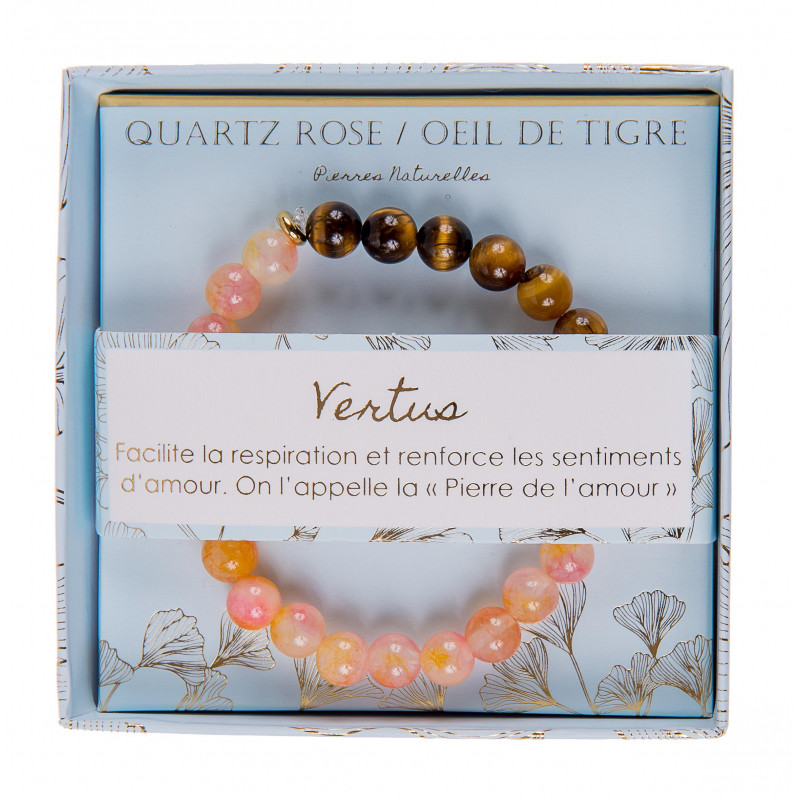 QUARTZ ROSE / OEIL DE TIGRE
Pierres Naturelles
Vertus
Facilite la respiration et renforce les sentiments
d'amour. On l'appelle la « Pierre de l'amour »